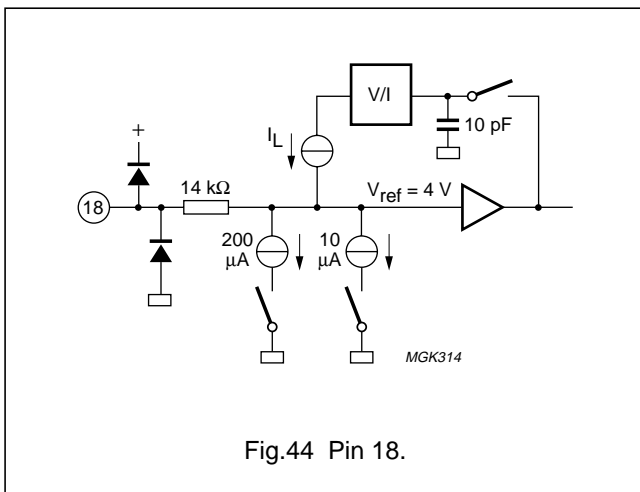 V/I
I_L
10 pF
+
14 kΩ
V_ref = 4 V
18
200 μA
10 μA
MGK314
Fig.44 Pin 18.